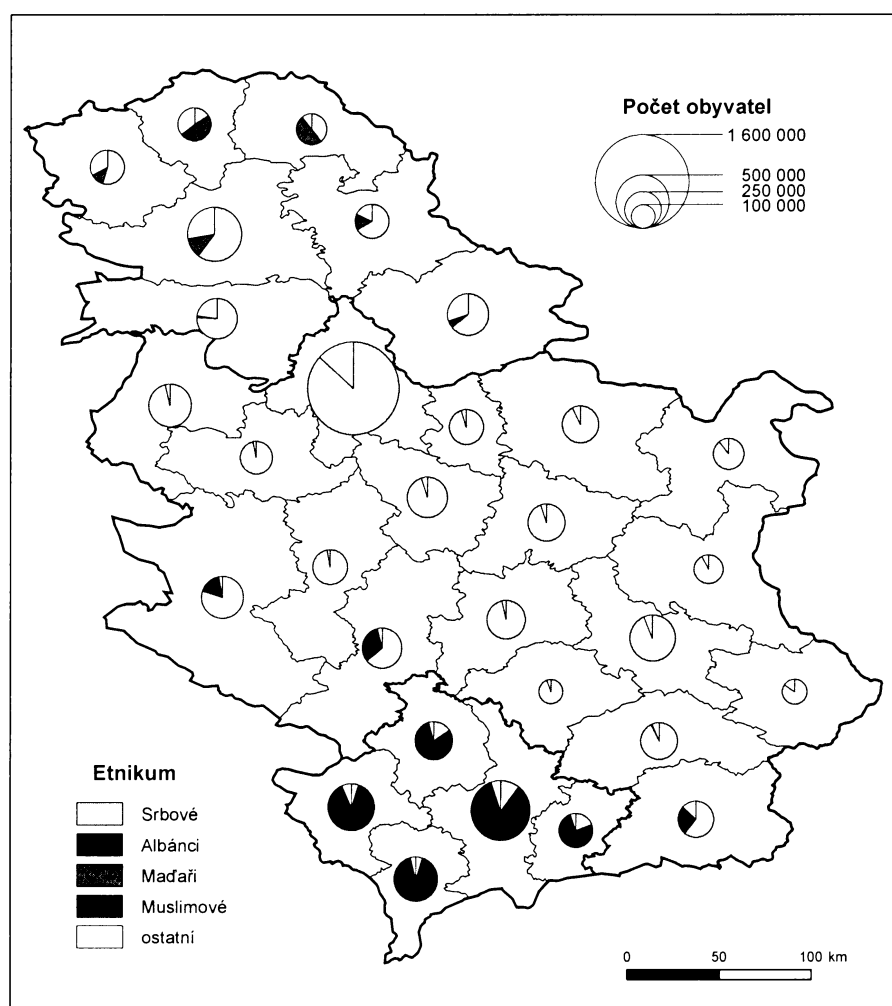 Počet obyvatel
1 600 000
500 000
250 000
100 000
Etnikum
Srbové
Albánci
Maďaři
Muslimové
ostatní
0 50 100 km